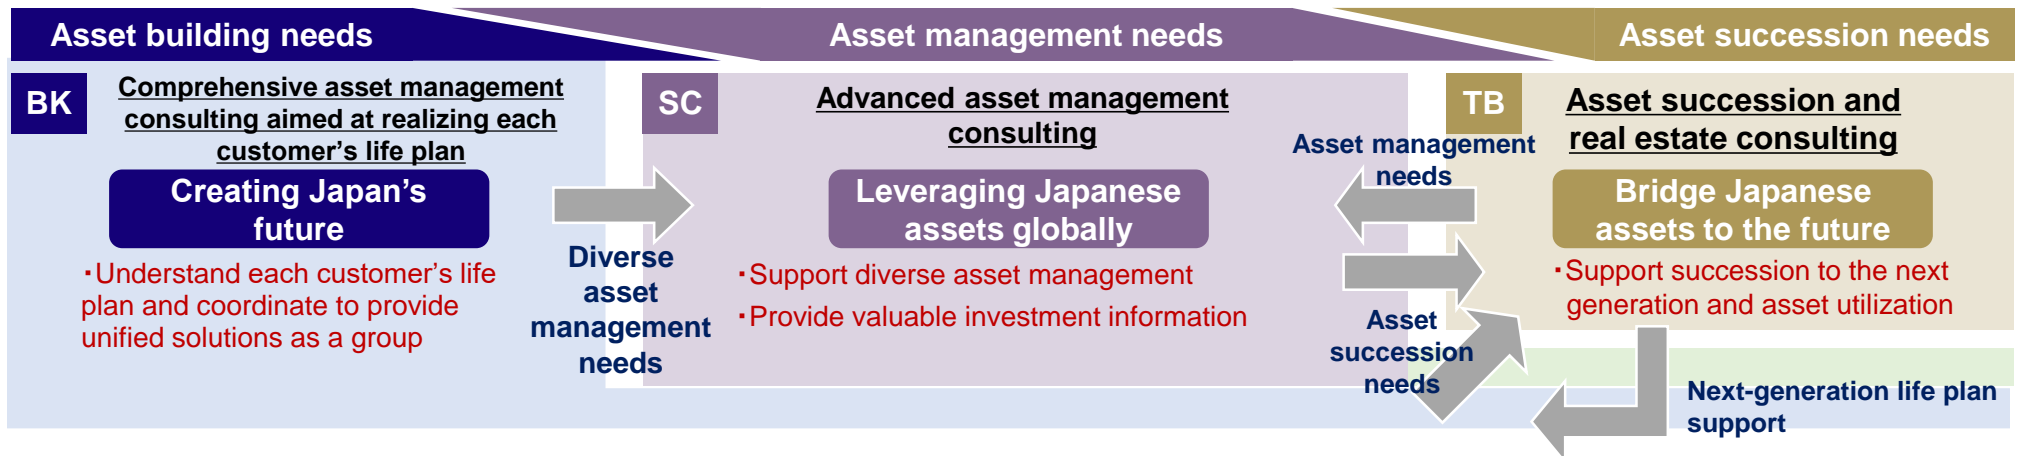 Asset building needs
Asset management needs
Asset succession needs
BK
Comprehensive asset management
consulting aimed at realizing each
customer’s life plan
Creating Japan’s
future
・Understand each customer’s life
plan and coordinate to provide
unified solutions as a group
Diverse
asset
management
needs
SC
Advanced asset management
consulting
Leveraging Japanese
assets globally
・Support diverse asset management
・Provide valuable investment information
Asset management
needs
Asset
succession
needs
TB
Asset succession and
real estate consulting
Bridge Japanese
assets to the future
・Support succession to the next
generation and asset utilization
Next-generation life plan
support